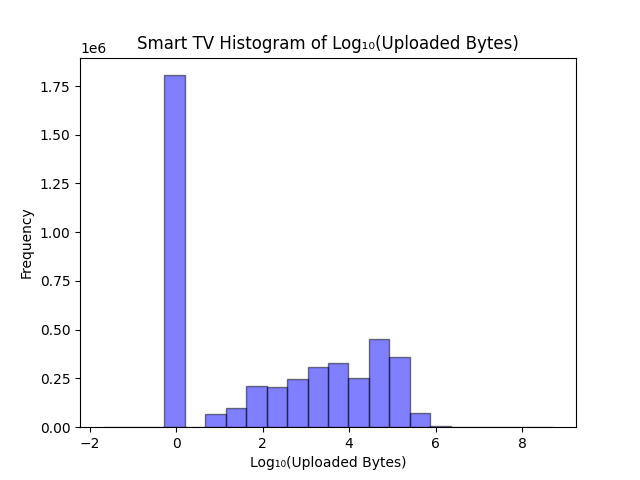 Smart TV Histogram of Log₁₀(Uploaded Bytes)
1e6
1.75
1.50
1.25
1.00
0.75
0.50
0.25
0.00
Frequency
−2 0 2 4 6 8
Log₁₀(Uploaded Bytes)